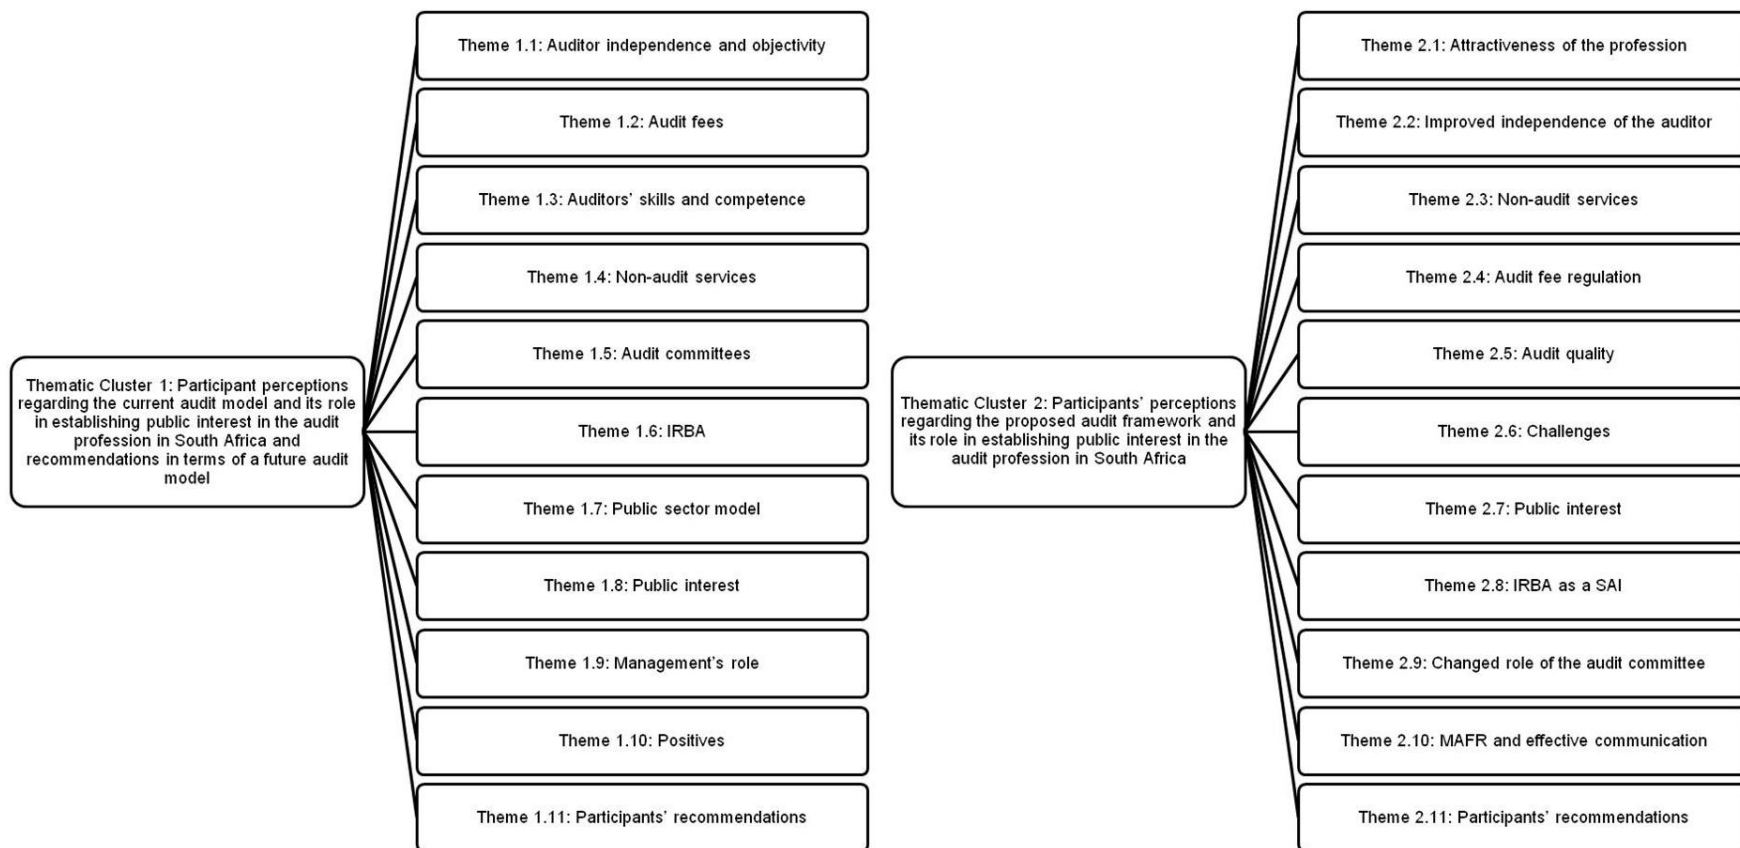 Thematic Cluster 1: Participant perceptions
regarding the current audit model and its role
in establishing public interest in the audit
profession in South Africa and
recommendations in terms of a future audit
model
Theme 1.1: Auditor independence and objectivity
Theme 1.2: Audit fees
Theme 1.3: Auditors' skills and competence
Theme 1.4: Non-audit services
Theme 1.5: Audit committees
Theme 1.6: IRBA
Theme 1.7: Public sector model
Theme 1.8: Public interest
Theme 1.9: Management's role
Theme 1.10: Positives
Theme 1.11: Participants' recommendations
Thematic Cluster 2: Participants' perceptions
regarding the proposed audit framework and
its role in establishing public interest in the
audit profession in South Africa
Theme 2.1: Attractiveness of the profession
Theme 2.2: Improved independence of the auditor
Theme 2.3: Non-audit services
Theme 2.4: Audit fee regulation
Theme 2.5: Audit quality
Theme 2.6: Challenges
Theme 2.7: Public interest
Theme 2.8: IRBA as a SAI
Theme 2.9: Changed role of the audit committee
Theme 2.10: MAFR and effective communication
Theme 2.11: Participants' recommendations